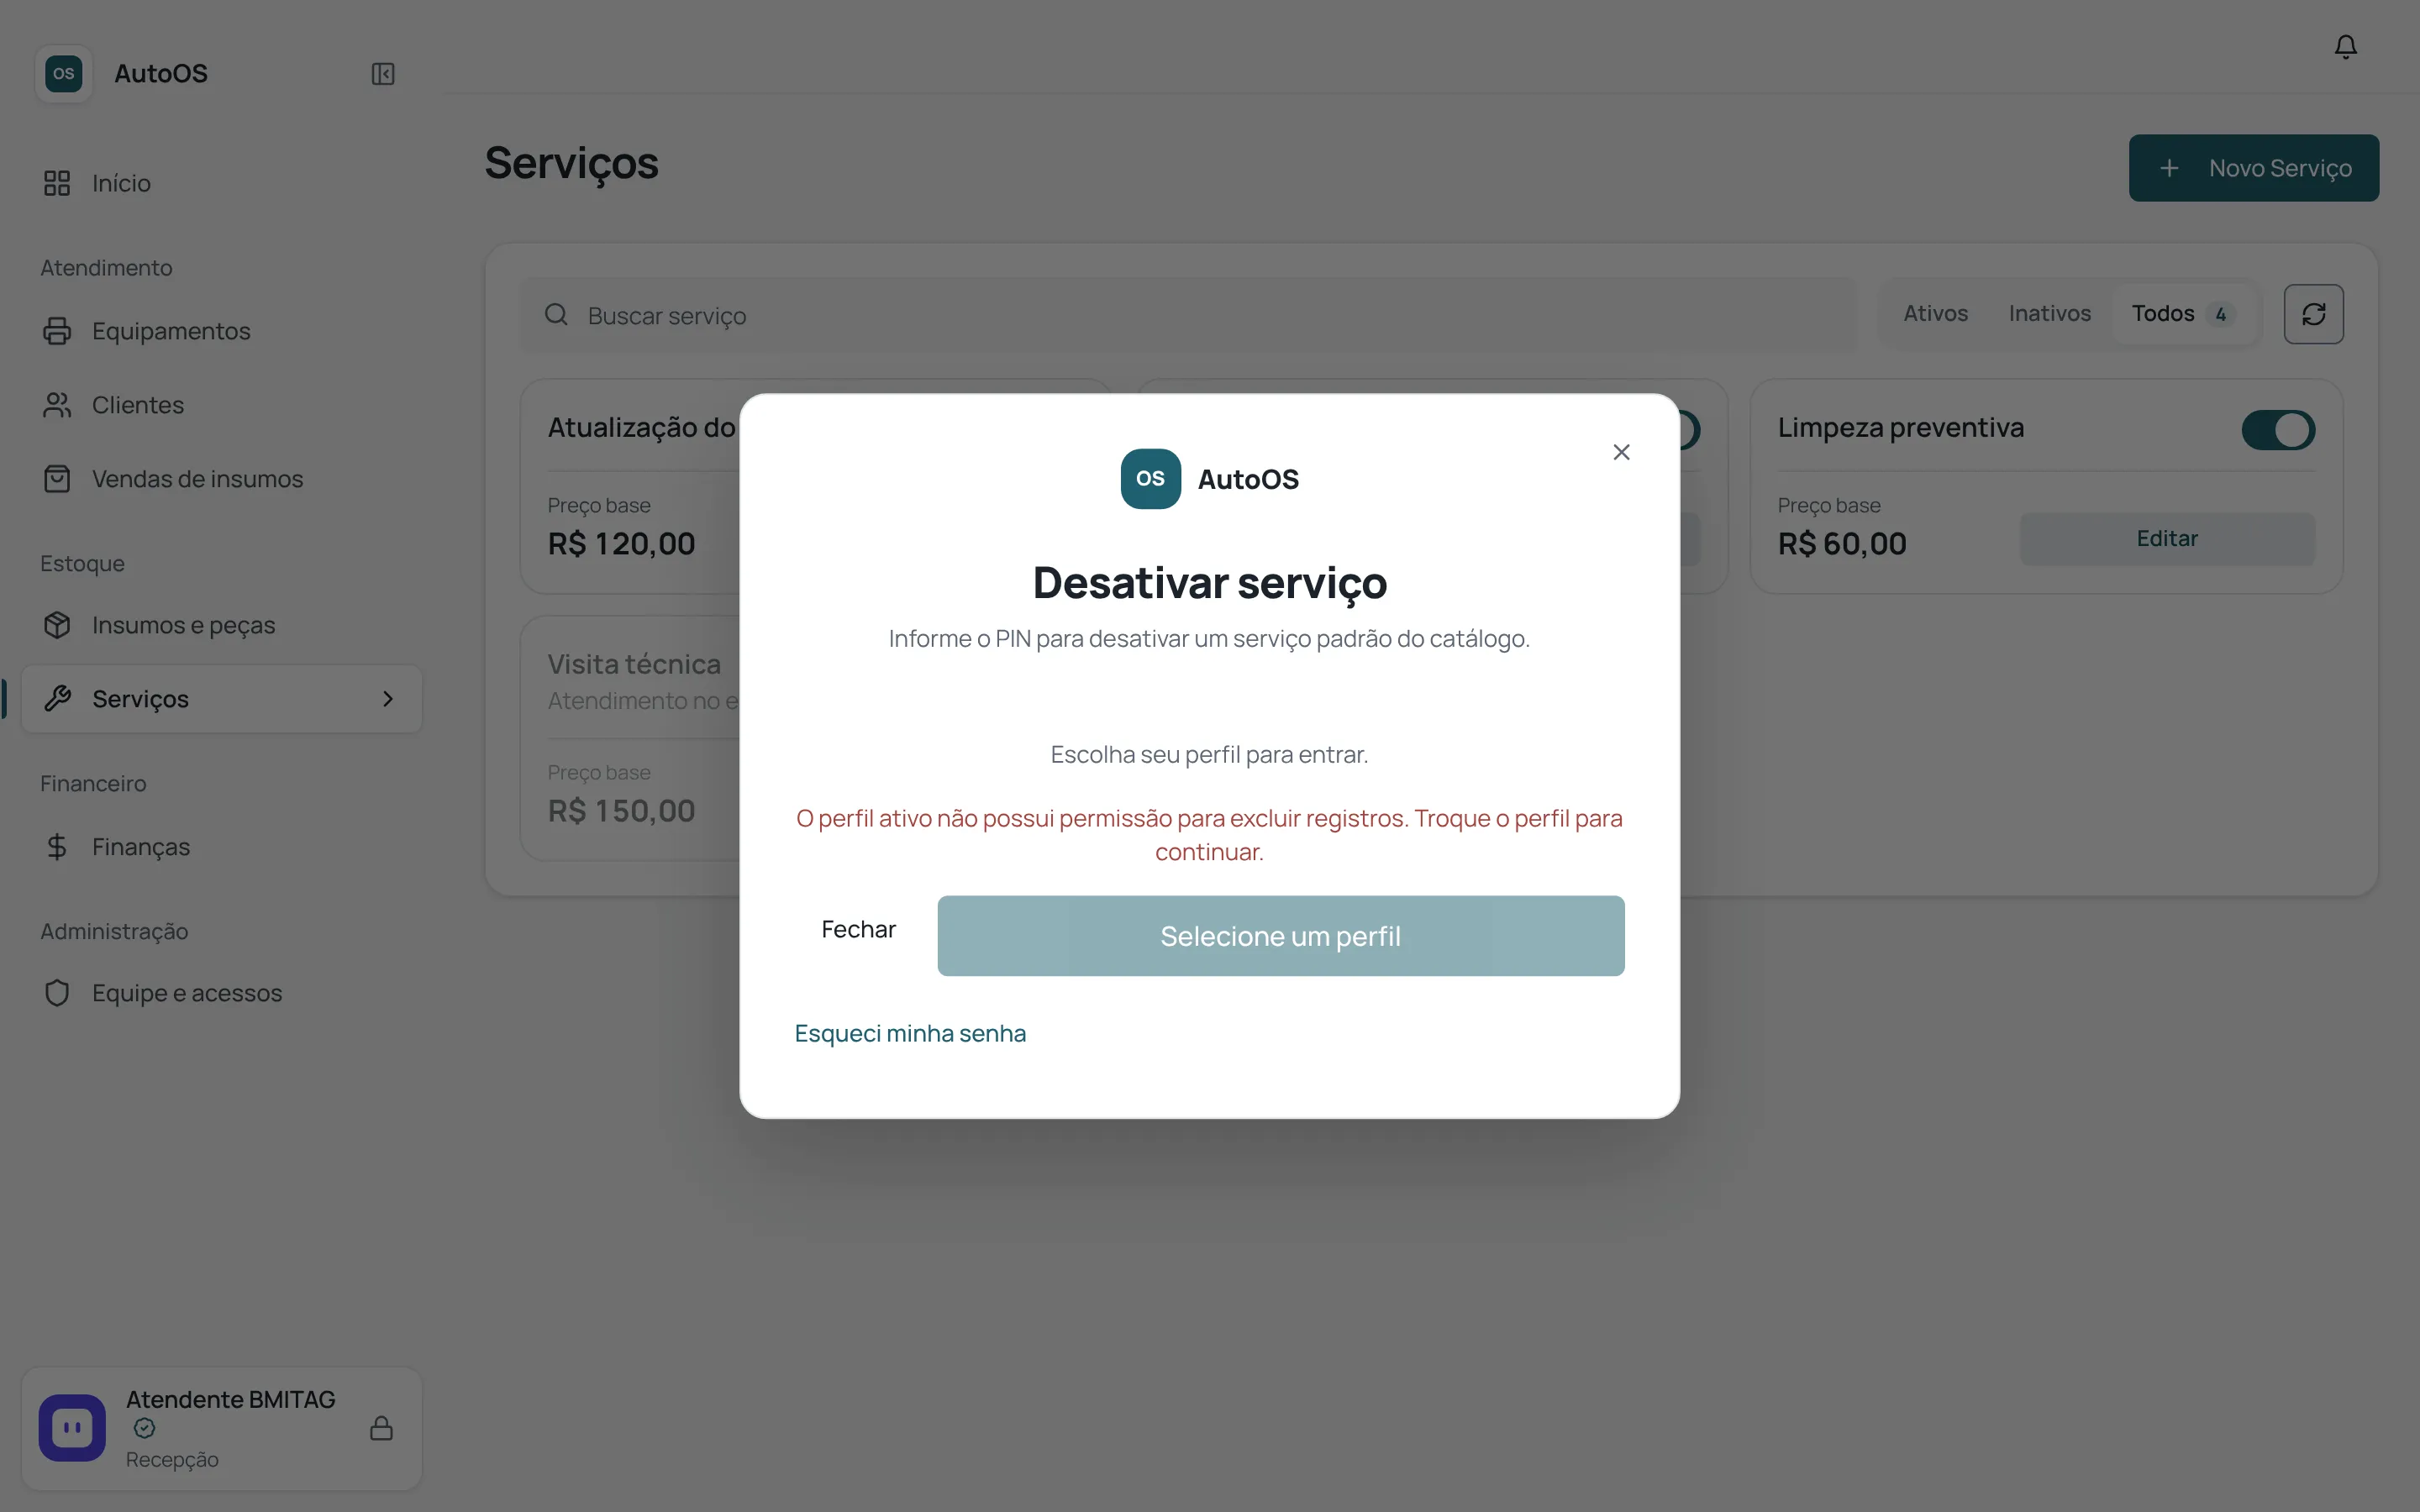 OS AutoOS
Início
Atendimento
Equipamentos
Clientes
Vendas de insumos
Estoque
Insumos e peças
Serviços
Financeiro
Finanças
Administração
Equipe e acessos
Atendente BMITAG
Recepção
Serviços
+ Novo Serviço
Buscar serviço
Ativos Inativos Todos 4
Atualização do
Preço base
R$ 120,00
Limpeza preventiva
Preço base
R$ 60,00
Editar
Visita técnica
Atendimento no e
Preço base
R$ 150,00
OS AutoOS
Desativar serviço
Informe o PIN para desativar um serviço padrão do catálogo.
Escolha seu perfil para entrar.
O perfil ativo não possui permissão para excluir registros. Troque o perfil para
continuar.
Fechar
Selecione um perfil
Esqueci minha senha